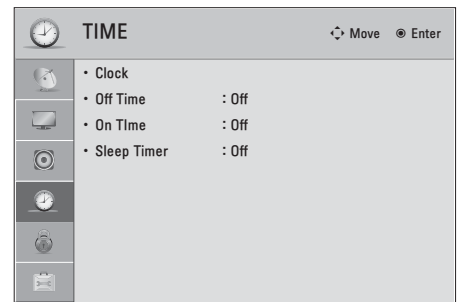 TIME Move Enter
• Clock
• Off Time : Off
• On TIme : Off
• Sleep Timer : Off